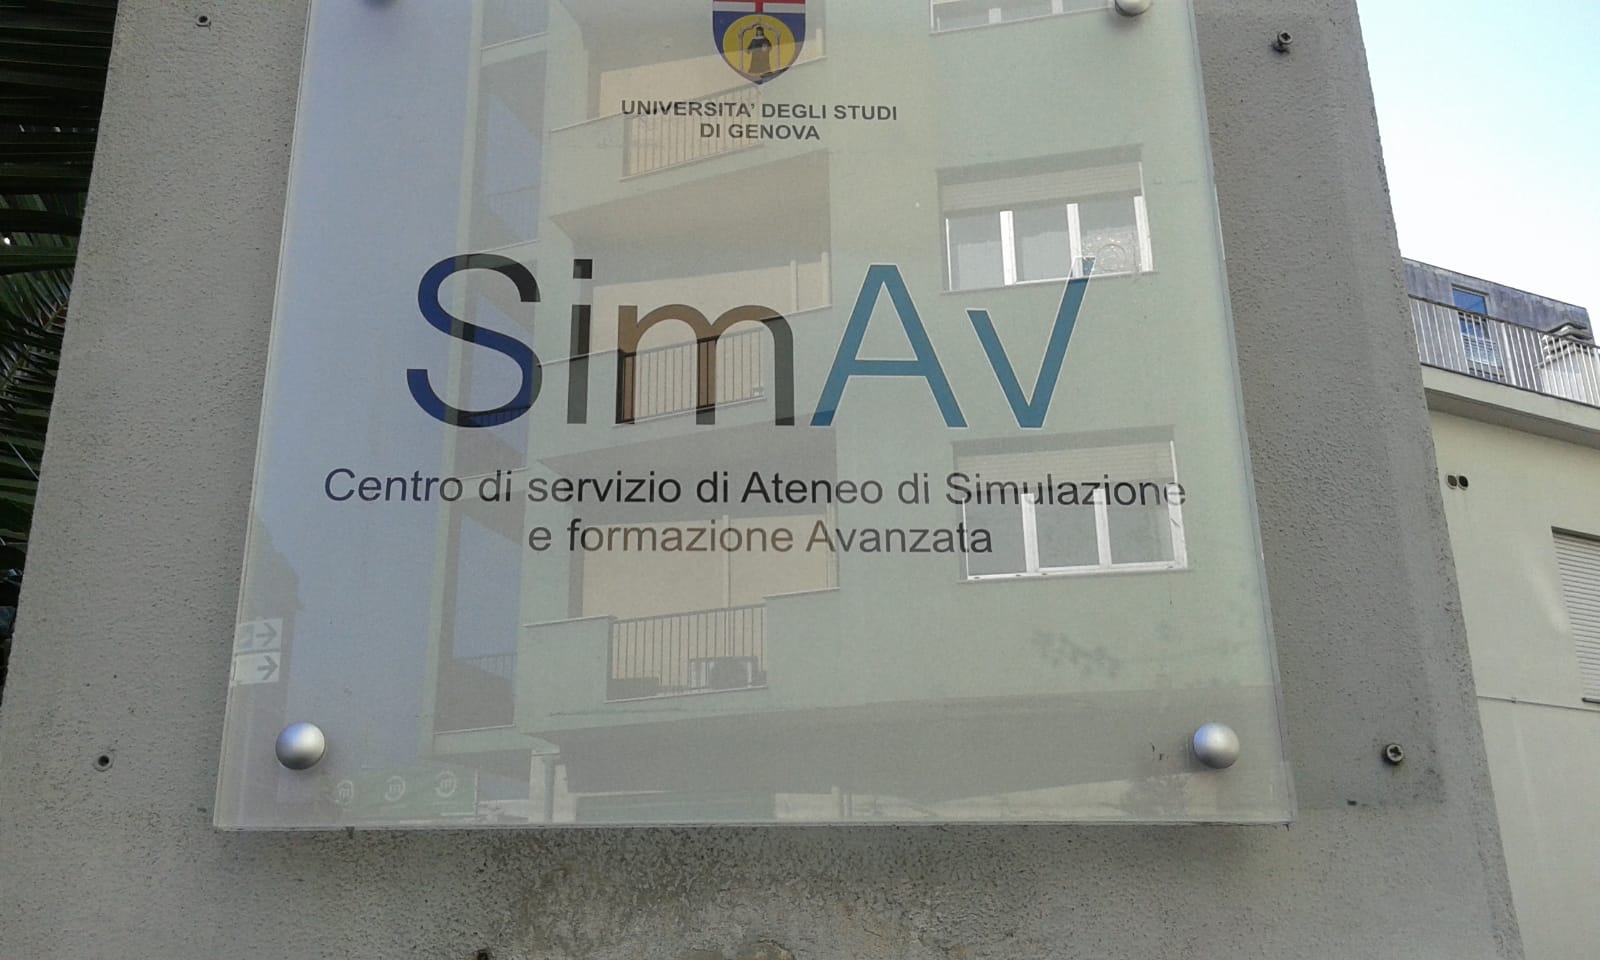 UNIVERSITA' DEGLI STUDI
DI GENOVA
SimAv
Centro di servizio di Ateneo di Simulazione
e formazione Avanzata